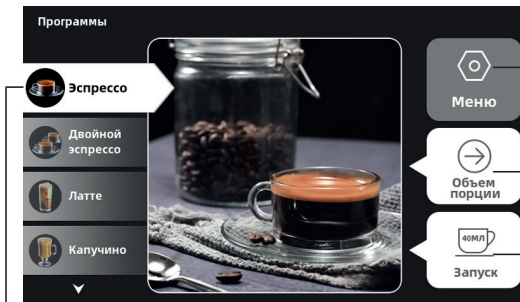 Программы
Эспрессо
Двойной
эспрессо
Латте
Капучино
Меню
Объем
порции
40МЛ
Запуск